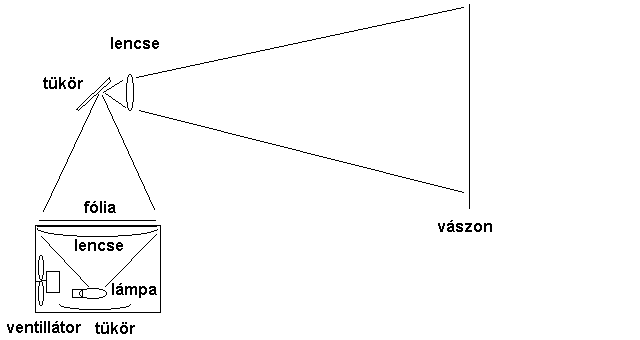 lencse
tükör
fólia
lencse
vászon
lámpa
ventillátor tükör